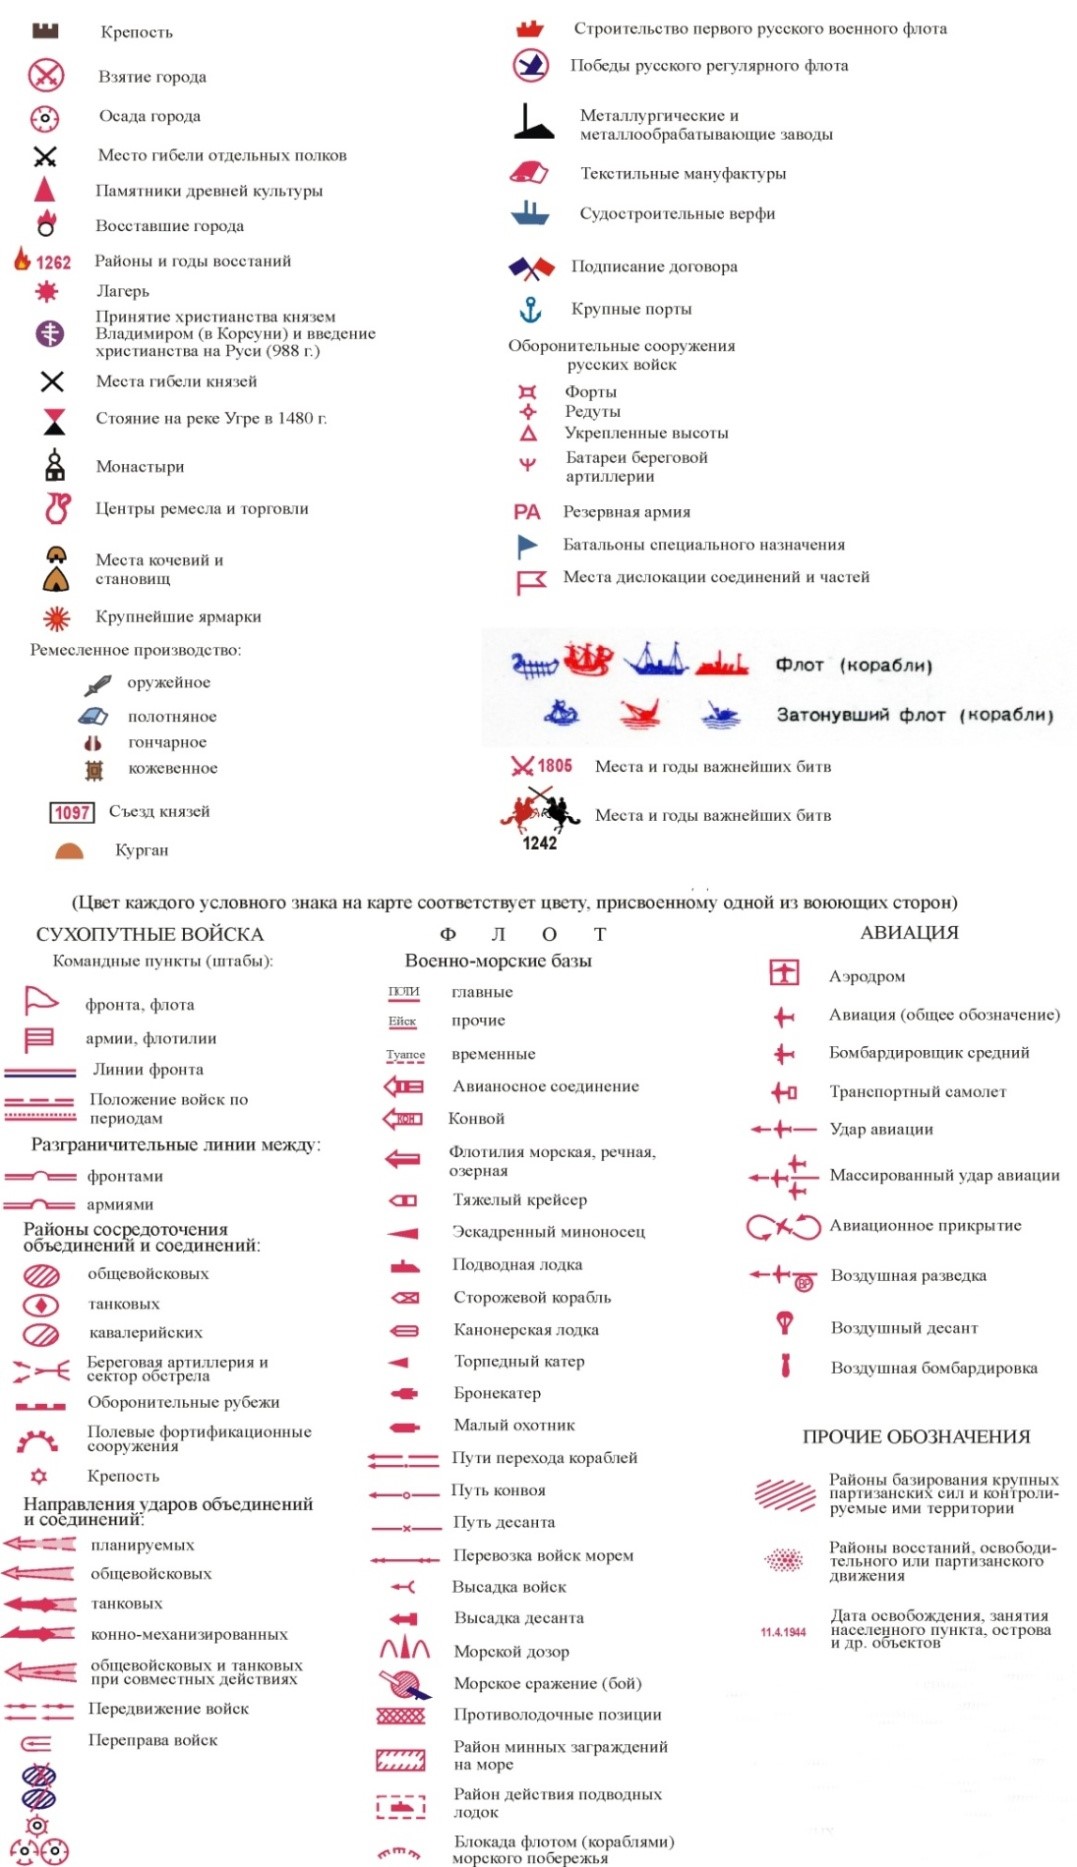 Крепость
Взятие города
Осада города
Место гибели отдельных полков
Памятники древней культуры
Восставшие города
1262 Районы и годы восстаний
Лагерь
Принятие христианства князем
Владимиром (в Корсуни) и введение
христианства на Руси (988 г.)
Места гибели князей
Стояние на реке Угре в 1480 г.
Монастыри
Центры ремесла и торговли
Места кочевий и
становищ
Крупнейшие ярмарки
Ремесленное производство:
оружейное
полотняное
гончарное
кожевенное
1097 Съезд князей
Курган
Строительство первого русского военного флота
Победы русского регулярного флота
Металлургические и
металлообрабатывающие заводы
Текстильные мануфактуры
Судостроительные верфи
Подписание договора
Крупные порты
Оборонительные сооружения
русских войск
Форты
Редуты
Укрепленные высоты
Батареи береговой
артиллерии
РА Резервная армия
Батальоны специального назначения
Места дислокации соединений и частей
Флот (корабли)
Затонувший флот (корабли)
1805 Места и годы важнейших битв
Места и годы важнейших битв
1242
(Цвет каждого условного знака на карте соответствует цвету, присвоенному одной из воюющих сторон)
СУХОПУТНЫЕ ВОЙСКА
Командные пункты (штабы):
фронта, флота
армии, флотилии
Линии фронта
Положение войск по
периодам
Разграничительные линии между:
фронтами
армиями
Районы сосредоточения
объединений и соединений:
общевойсковых
танковых
кавалерийских
Береговая артиллерия и
сектор обстрела
Оборонительные рубежи
Полевые фортификационные
сооружения
Крепость
Направления ударов объединений
и соединений:
планируемых
общевойсковых
танковых
конно-механизированных
общевойсковых и танковых
при совместных действиях
Передвижение войск
Переправа войск
Ф Л О Т
Военно-морские базы
ПОТИ главные
Ейск прочие
Туапсе временные
Авианосное соединение
КОН Конвой
Флотилия морская, речная,
озерная
Тяжелый крейсер
Эскадренный миноносец
Подводная лодка
Сторожевой корабль
Канонерская лодка
Торпедный катер
Бронекатер
Малый охотник
Пути перехода кораблей
Путь конвоя
Путь десанта
Перевозка войск морем
Высадка войск
Высадка десанта
Морской дозор
Морское сражение (бой)
Противолодочные позиции
Район минных заграждений
на море
Район действия подводных
лодок
Блокада флотом (кораблями)
морского побережья
АВИАЦИЯ
Аэродром
Авиация (общее обозначение)
Бомбардировщик средний
Транспортный самолет
Удар авиации
Массированный удар авиации
Авиационное прикрытие
Воздушная разведка
Воздушный десант
Воздушная бомбардировка
ПРОЧИЕ ОБОЗНАЧЕНИЯ
Районы базирования крупных
партизанских сил и контроли-
руемые ими территории
Районы восстаний, освободи-
тельного или партизанского
движения
Дата освобождения, занятия
11.4.1944 населенного пункта, острова
и др. объектов